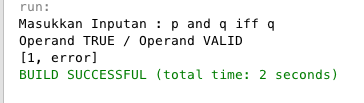 run:
Masukkan Inputan : p and q iff q
Operand TRUE / Operand VALID
[1, error]
BUILD SUCCESSFUL (total time: 2 seconds)